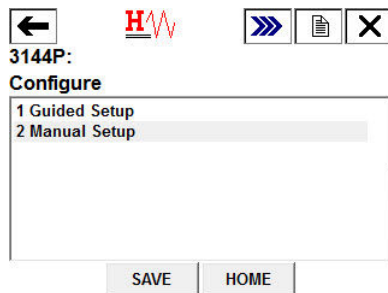 H
3144P:
Configure
1 Guided Setup
2 Manual Setup
SAVE HOME